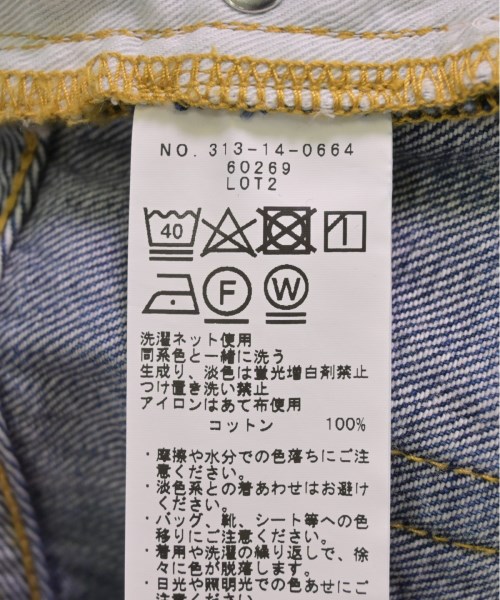 NO. 313-14-0664
60269
LOT2
40
F
W
洗濯ネット使用
同系色と一緒に洗う
生成り、淡色は蛍光増白剤禁止
つけ置き洗い禁止
アイロンはあて布使用
コットン 100%
・摩擦や水分での色落ちにご注
意ください。
・淡色系との着あわせはお避け
ください。
・バッグ、靴、シート等への色
移りにご注意ください。
・着用や洗濯の繰り返しで、徐
々に色が脱落します。
・日光や照明光での色あせにご
注意ください